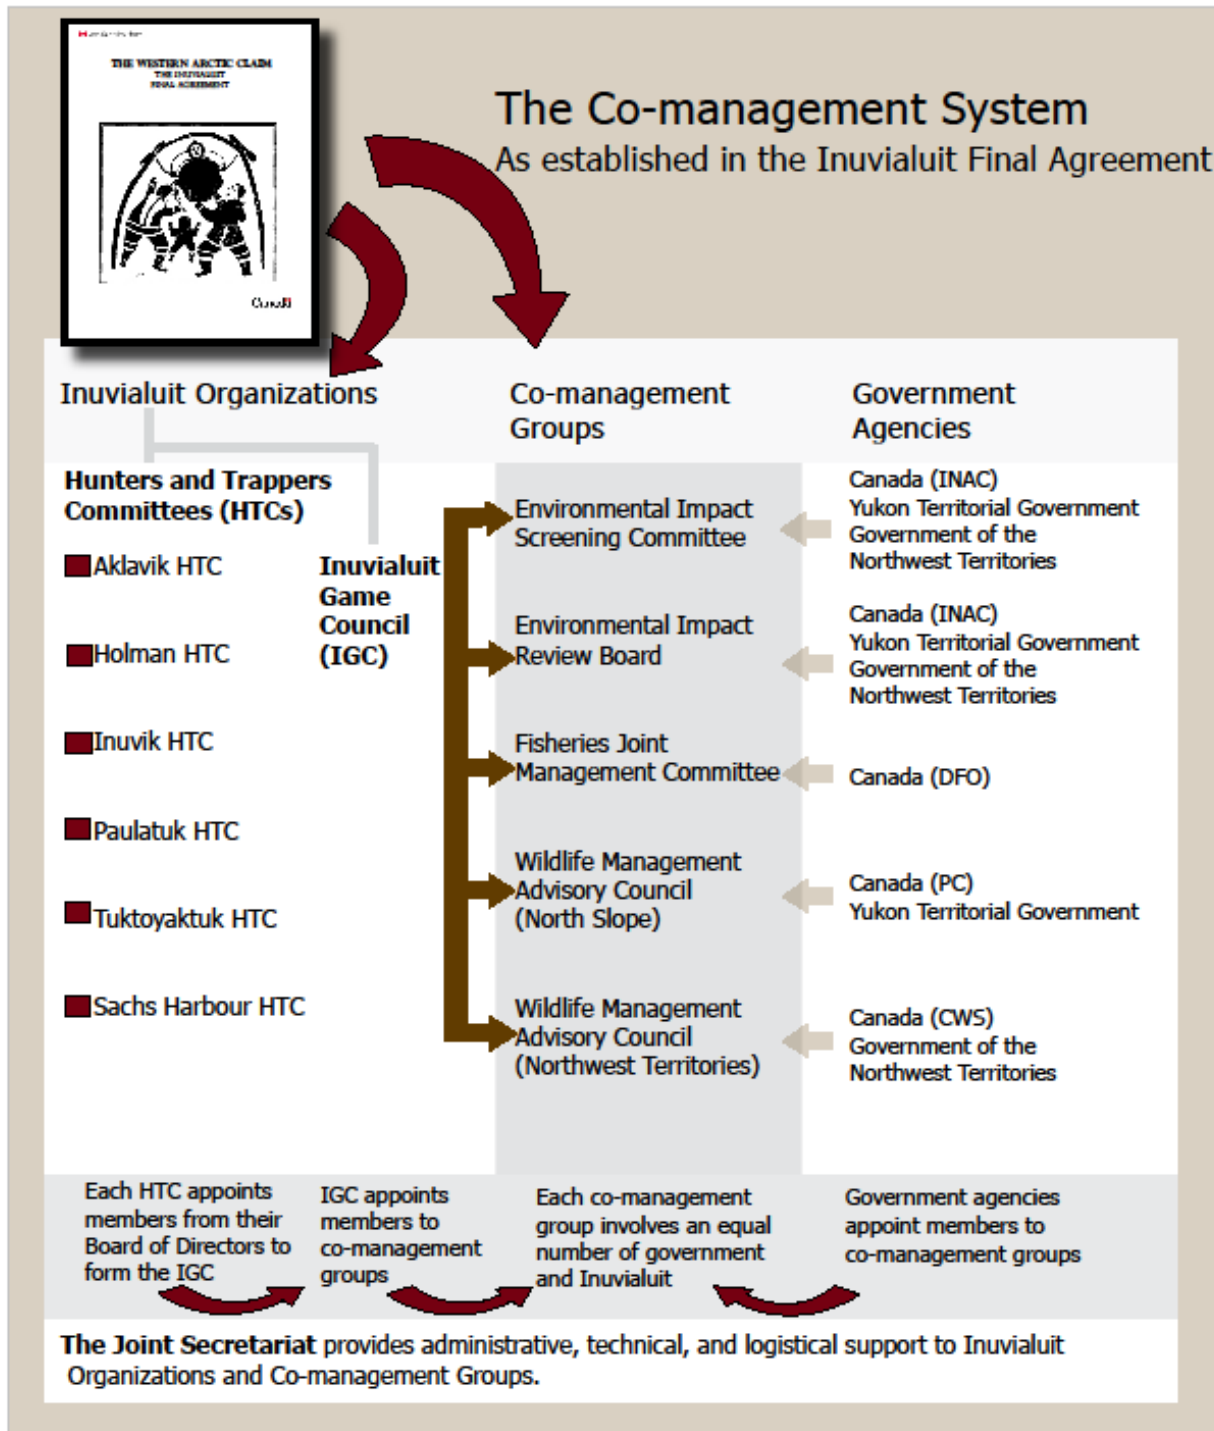 THE WESTERN ARCTIC CLAIM
THE INUVIALUIT
FINAL AGREEMENT
Canada
The Co-management System
As established in the Inuvialuit Final Agreement
Inuvialuit Organizations
Co-management
Groups
Government
Agencies
Hunters and Trappers
Committees (HTCs)
Aklavik HTC
Holman HTC
Inuvik HTC
Paulatuk HTC
Tuktoyaktuk HTC
Sachs Harbour HTC
Inuvialuit
Game
Council
(IGC)
Environmental Impact
Screening Committee
Environmental Impact
Review Board
Fisheries Joint
Management Committee
Wildlife Management
Advisory Council
(North Slope)
Wildlife Management
Advisory Council
(Northwest Territories)
Canada (INAC)
Yukon Territorial Government
Government of the
Northwest Territories
Canada (INAC)
Yukon Territorial Government
Government of the
Northwest Territories
Canada (DFO)
Canada (PC)
Yukon Territorial Government
Canada (CWS)
Government of the
Northwest Territories
Each HTC appoints
members from their
Board of Directors to
form the IGC
IGC appoints
members to
co-management
groups
Each co-management
group involves an equal
number of government
and Inuvialuit
Government agencies
appoint members to
co-management groups
The Joint Secretariat provides administrative, technical, and logistical support to Inuvialuit
Organizations and Co-management Groups.